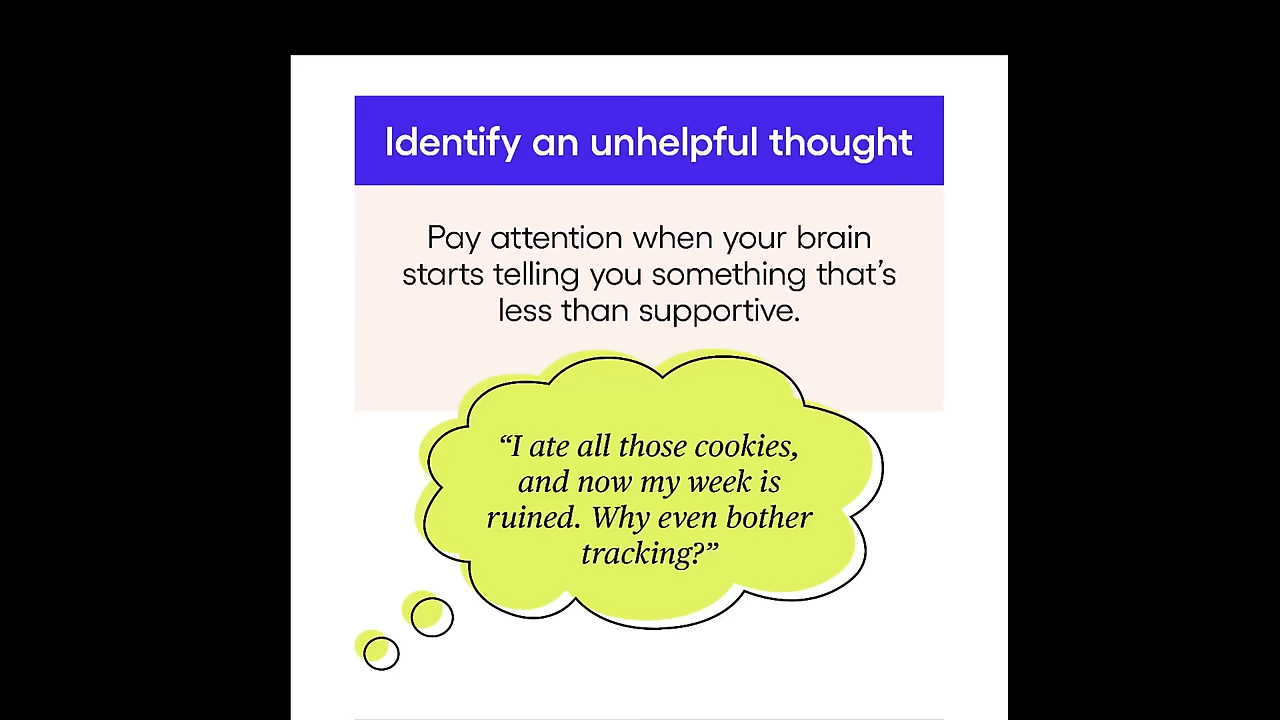 Identify an unhelpful thought
Pay attention when your brain
starts telling you something that’s
less than supportive.
“I ate all those cookies,
and now my week is
ruined. Why even bother
tracking?”